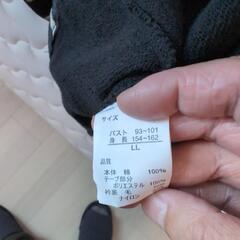 サイズ
バスト 93~101
身長 154~162
LL
品質
本体 綿 100%
テープ部分
ポリエステル 100%
衿裏 毛
ナイロン